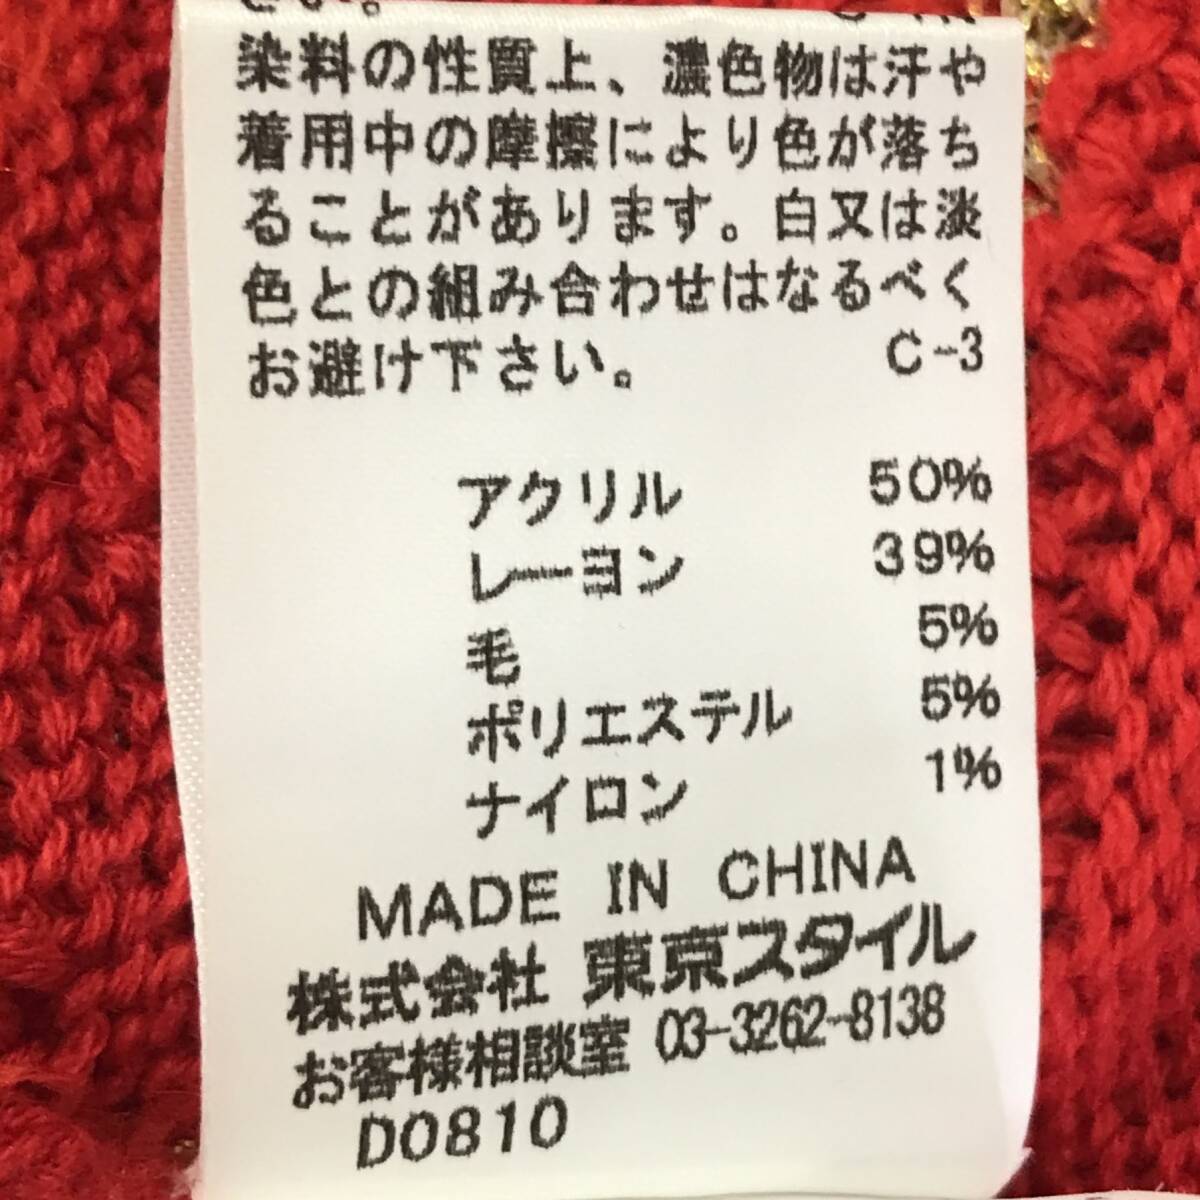 さい。
染料の性質上、濃色物は汗や
着用中の摩擦により色が落ち
ることがあります。白又は淡
色との組み合わせはなるべく
お避け下さい。 C-3
アクリル 50%
レーヨン 39%
毛 5%
ポリエステル 5%
ナイロン 1%
MADE IN CHINA
株式会社 東京スタイル
お客様相談室 03-3262-8138
D0810